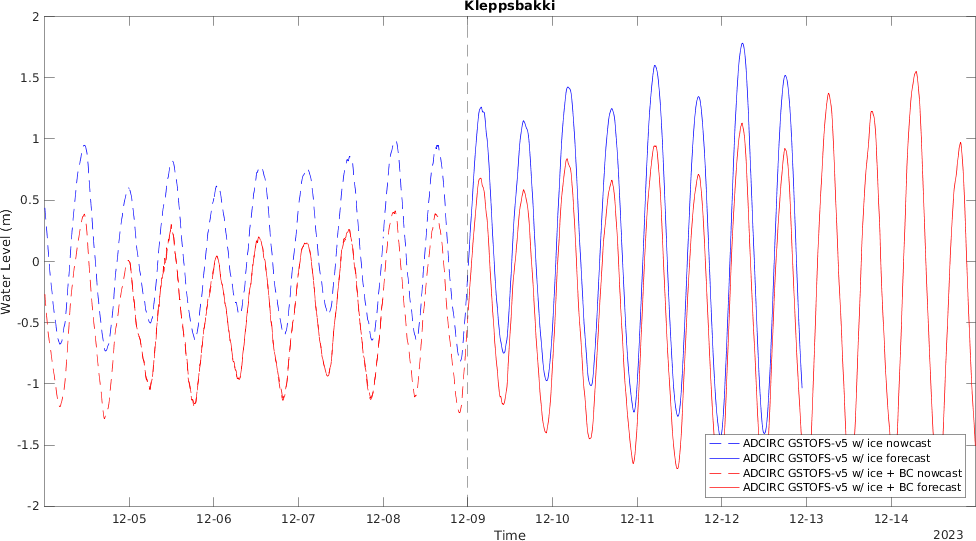 Kleppsbakki
2
1.5
1
0.5
0
-0.5
-1
-1.5
-2
Water Level (m)
12-05 12-06 12-07 12-08 12-09 12-10 12-11 12-12 12-13 12-14
Time
2023
ADCIRC GSTOFS-v5 w/ ice nowcast
ADCIRC GSTOFS-v5 w/ ice forecast
ADCIRC GSTOFS-v5 w/ ice + BC nowcast
ADCIRC GSTOFS-v5 w/ ice + BC forecast